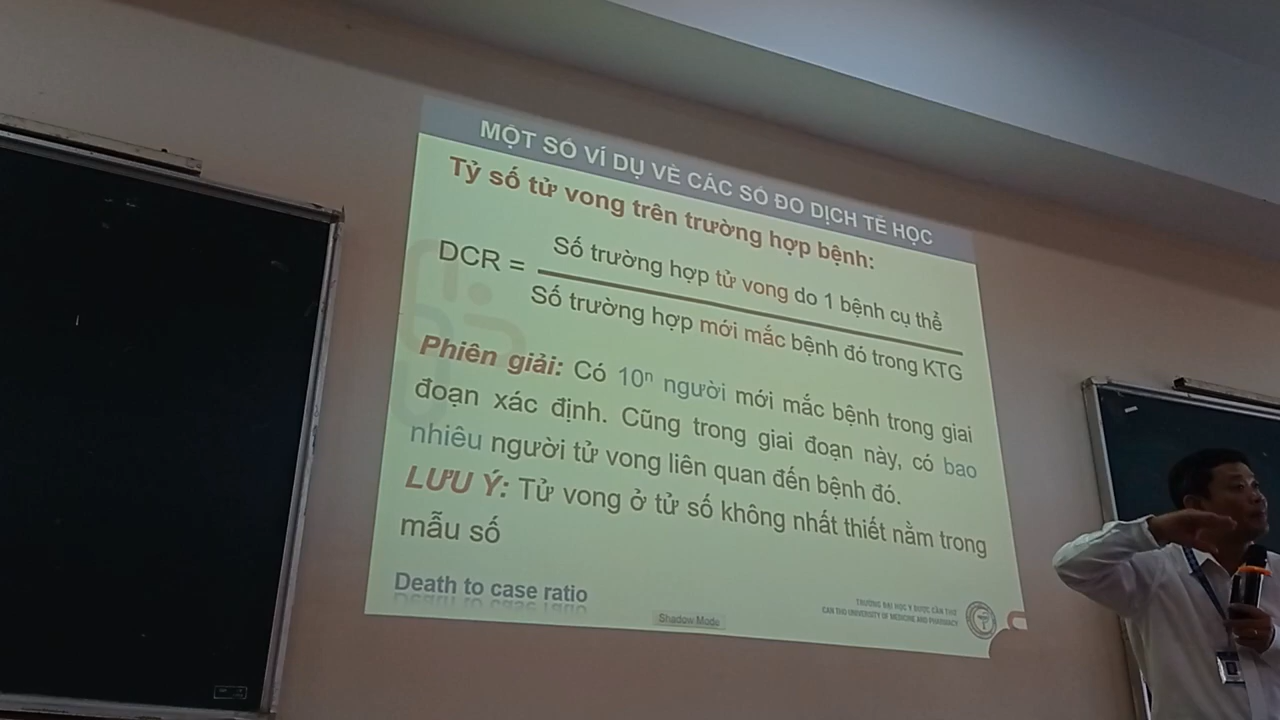 MỘT SỐ VÍ DỤ VỀ CÁC SỐ ĐO DỊCH TỄ HỌC
Tỷ số tử vong trên trường hợp bệnh:
DCR = Số trường hợp tử vong do 1 bệnh cụ thể
Số trường hợp mới mắc bệnh đó trong KTG
Phiên giải: Có 10ⁿ người mới mắc bệnh trong giai
đoạn xác định. Cũng trong giai đoạn này, có bao
nhiêu người tử vong liên quan đến bệnh đó.
LƯU Ý: Tử vong ở tử số không nhất thiết nằm trong
mẫu số
Death to case ratio
Shadow Mode
TRƯỜNG ĐẠI HỌC Y DƯỢC CẦN THƠ
CAN THO UNIVERSITY OF MEDICINE AND PHARMACY